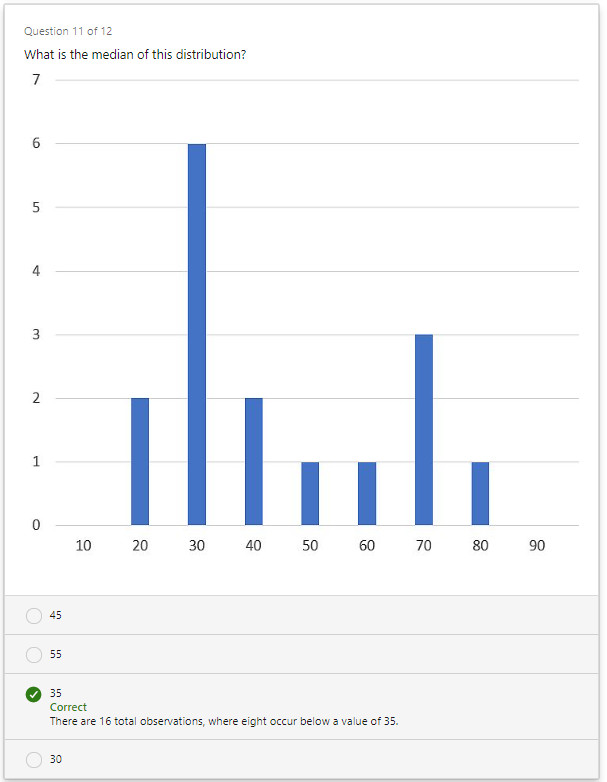 Question 11 of 12
What is the median of this distribution?
7
6
5
4
3
2
1
0
10 20 30 40 50 60 70 80 90
45
55
35
Correct
There are 16 total observations, where eight occur below a value of 35.
30